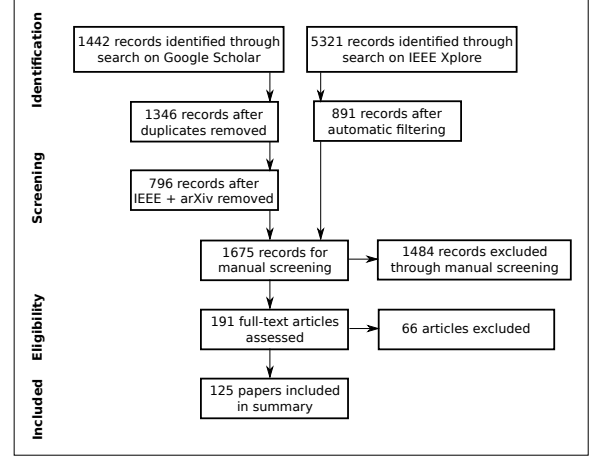 Identification
1442 records identified through
search on Google Scholar
5321 records identified through
search on IEEE Xplore
1346 records after
duplicates removed
891 records after
automatic filtering
Screening
796 records after
IEEE + arXiv removed
1675 records for
manual screening
1484 records excluded
through manual screening
Eligibility
191 full-text articles
assessed
66 articles excluded
Included
125 papers included
in summary